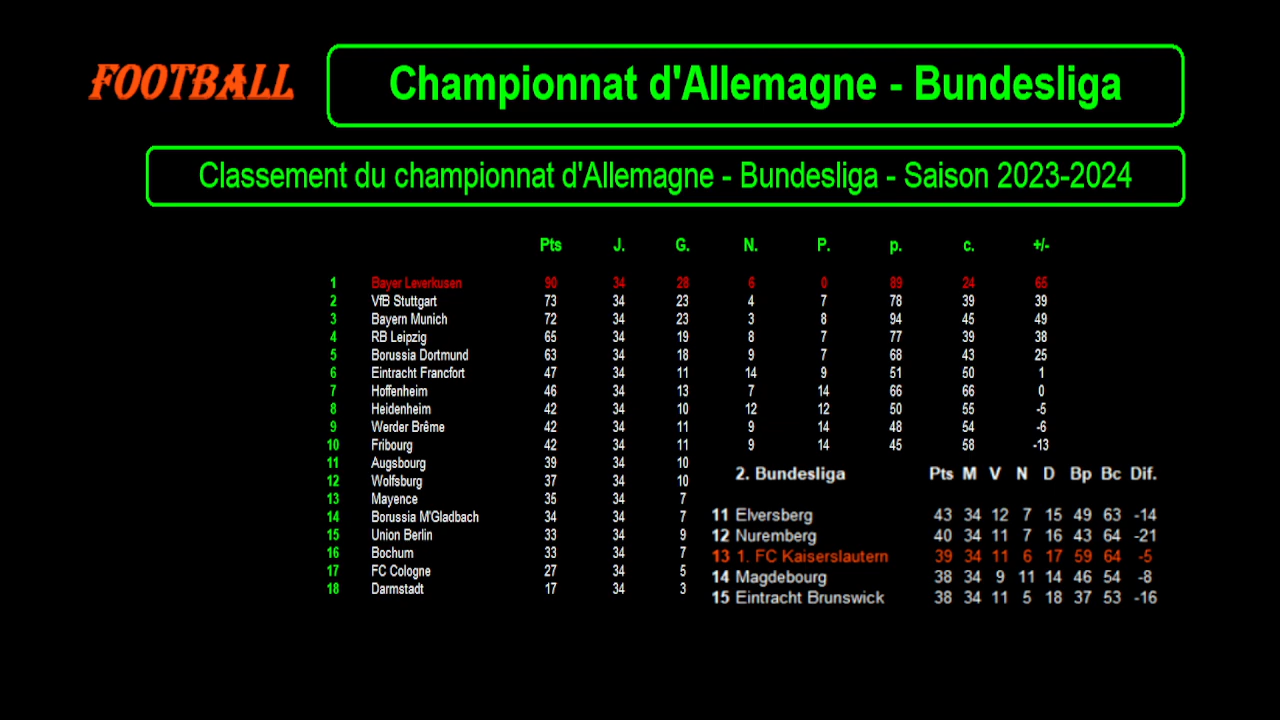 FOOTBALL
Championnat d'Allemagne - Bundesliga
Classement du championnat d'Allemagne - Bundesliga - Saison 2023-2024
Pts J. G. N. P. p. c. +/-
1 Bayer Leverkusen 90 34 28 6 0 89 24 65
2 VfB Stuttgart 73 34 23 4 7 78 39 39
3 Bayern Munich 72 34 23 3 8 94 45 49
4 RB Leipzig 65 34 19 8 7 77 39 38
5 Borussia Dortmund 63 34 18 9 7 68 43 25
6 Eintracht Francfort 47 34 11 14 9 51 50 1
7 Hoffenheim 46 34 13 7 14 66 66 0
8 Heidenheim 42 34 10 12 12 50 55 -5
9 Werder Brême 42 34 11 9 14 48 54 -6
10 Fribourg 42 34 11 9 14 45 58 -13
11 Augsbourg 39 34 10
12 Wolfsburg 37 34 10
13 Mayence 35 34 7
14 Borussia M'Gladbach 34 34 7
15 Union Berlin 33 34 9
16 Bochum 33 34 7
17 FC Cologne 27 34 5
18 Darmstadt 17 34 3
2. Bundesliga Pts M V N D Bp Bc Dif.
11 Elversberg 43 34 12 7 15 49 63 -14
12 Nuremberg 40 34 11 7 16 43 64 -21
13 1. FC Kaiserslautern 39 34 11 6 17 59 64 -5
14 Magdebourg 38 34 9 11 14 46 54 -8
15 Eintracht Brunswick 38 34 11 5 18 37 53 -16